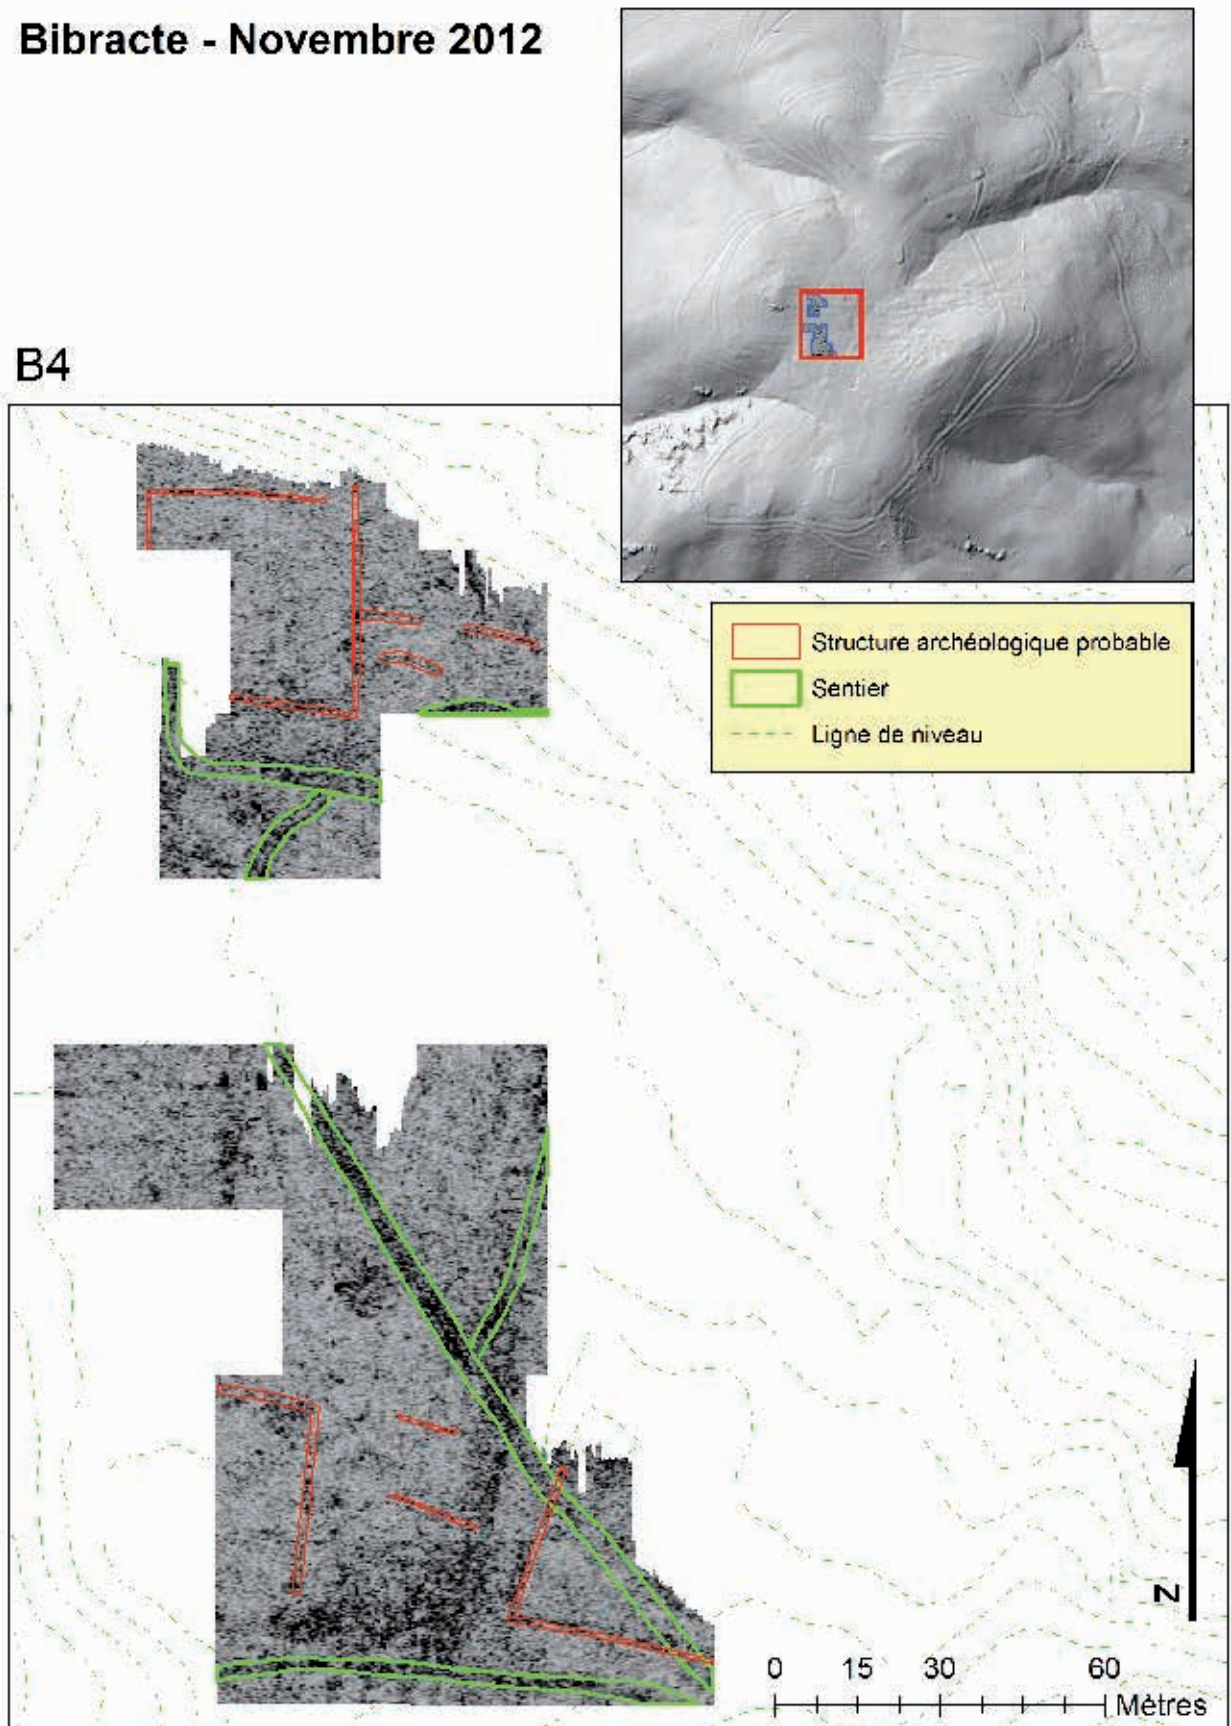 Bibracte - Novembre 2012
B4
Structure archéologique probable
Sentier
Ligne de niveau
N
0 15 30 60
Mètres